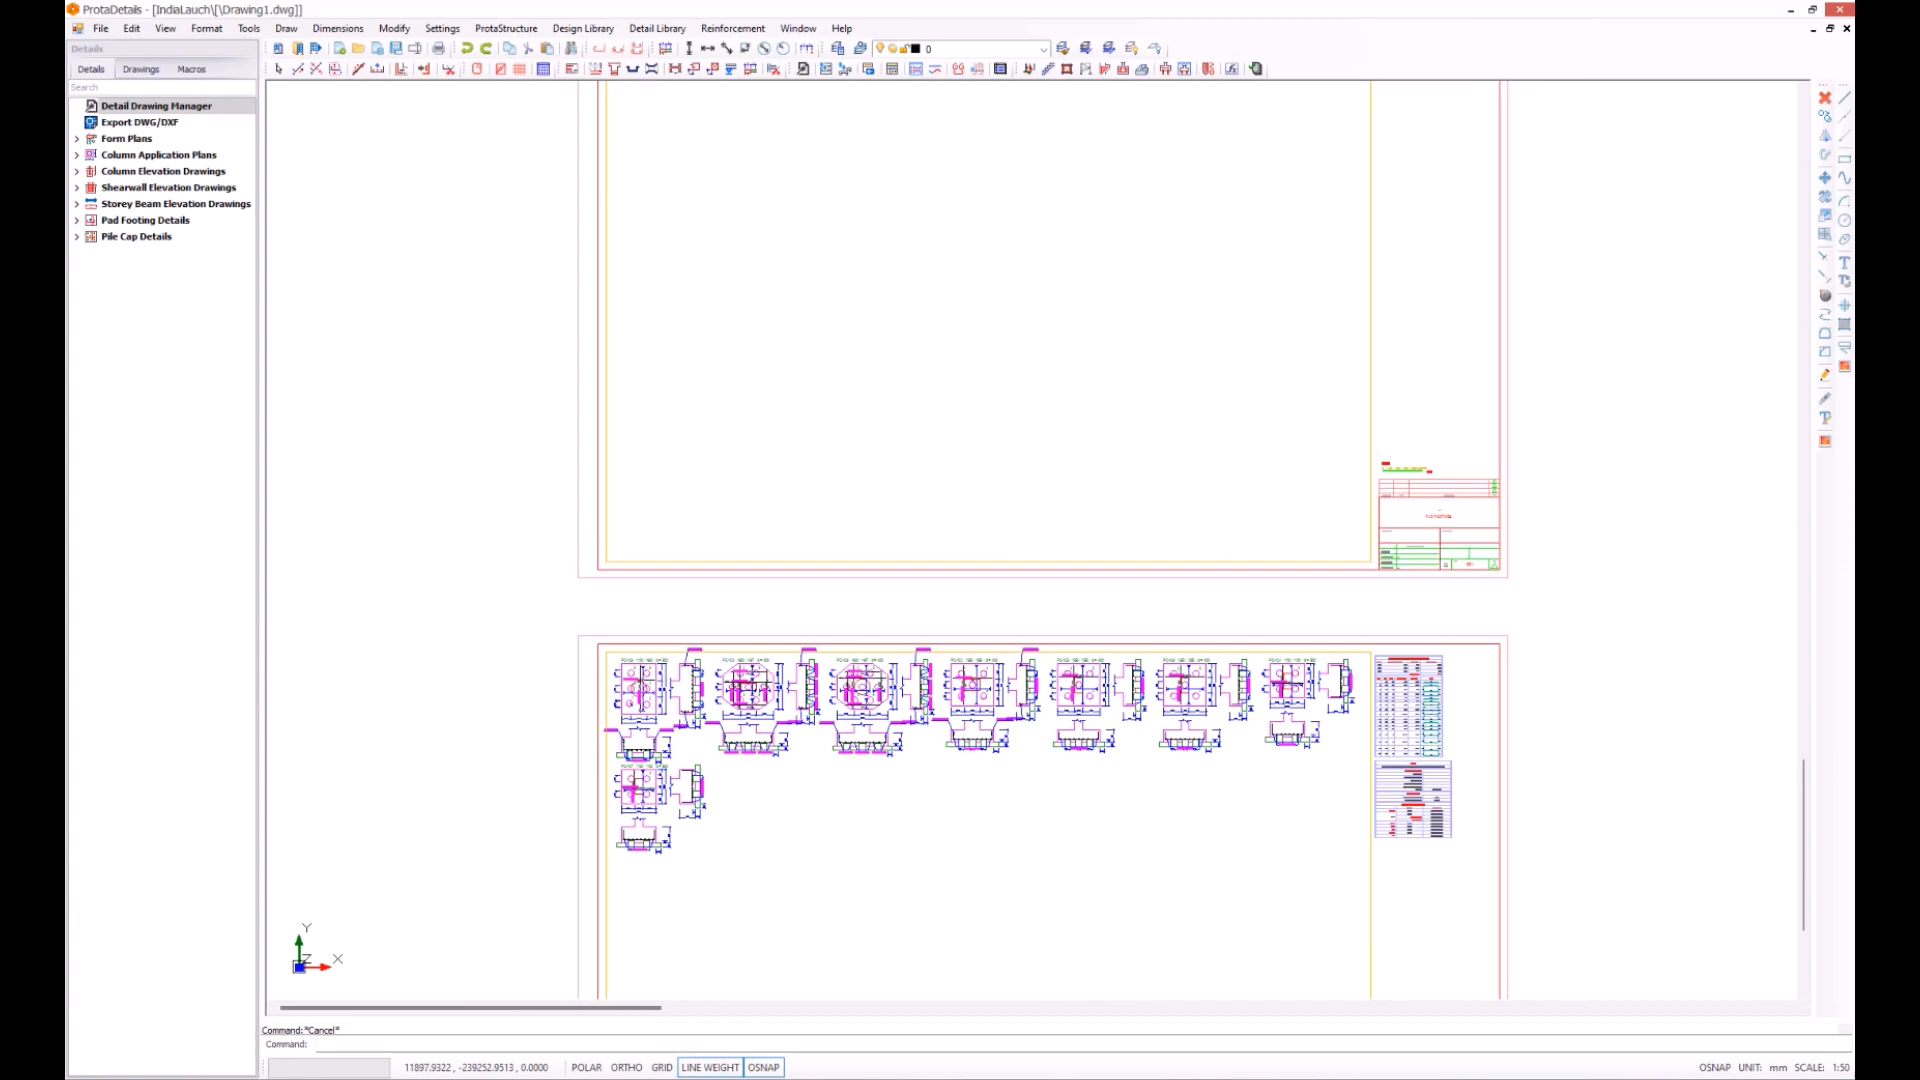 ProtaDetails - [IndiaLauch\[\Drawing1.dwg]]
File Edit View Format Tools Draw Dimensions Modify Settings ProtaStructure Design Library Detail Library Reinforcement Window Help
Details
0
Details Drawings Macros
Search
Detail Drawing Manager
Export DWG/DXF
Form Plans
Column Application Plans
Column Elevation Drawings
Shearwall Elevation Drawings
Storey Beam Elevation Drawings
Pad Footing Details
Pile Cap Details
Y
Z
X
Command:*Cancel*
Command:
11897.9322 , -239252.9513 , 0.0000 POLAR ORTHO GRID LINE WEIGHT OSNAP OSNAP UNIT: mm SCALE: 1:50